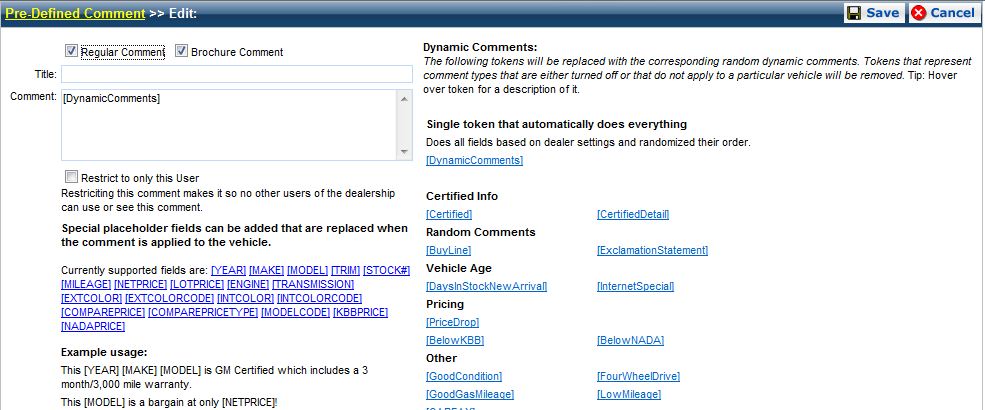 Pre-Defined Comment >> Edit:
Save
Cancel
Regular Comment
Brochure Comment
Title:
Comment:
[DynamicComments]
Restrict to only this User
Restriciting this comment makes it so no other users of the dealership
can use or see this comment.
Special placeholder fields can be added that are replaced when
the comment is applied to the vehicle.
Currently supported fields are: [YEAR] [MAKE] [MODEL] [TRIM] [STOCK#]
[MILEAGE] [NETPRICE] [LOTPRICE] [ENGINE] [TRANSMISSION]
[EXTCOLOR] [EXTCOLORCODE] [INTCOLOR] [INTCOLORCODE]
[COMPAREPRICE] [COMPAREPRICETYPE] [MODELCODE] [KBBPRICE]
[NADAPRICE]
Example usage:
This [YEAR] [MAKE] [MODEL] is GM Certified which includes a 3
month/3,000 mile warranty.
This [MODEL] is a bargain at only [NETPRICE]!
Dynamic Comments:
The following tokens will be replaced with the corresponding random dynamic comments. Tokens that represent
comment types that are either turned off or that do not apply to a particular vehicle will be removed. Tip: Hover
over token for a description of it.
Single token that automatically does everything
Does all fields based on dealer settings and randomized their order.
[DynamicComments]
Certified Info
[Certified]
[CertifiedDetail]
Random Comments
[BuyLine]
[ExclamationStatement]
Vehicle Age
[DaysInStockNewArrival]
[InternetSpecial]
Pricing
[PriceDrop]
[BelowKBB]
[BelowNADA]
Other
[GoodCondition]
[FourWheelDrive]
[GoodGasMileage]
[LowMileage]